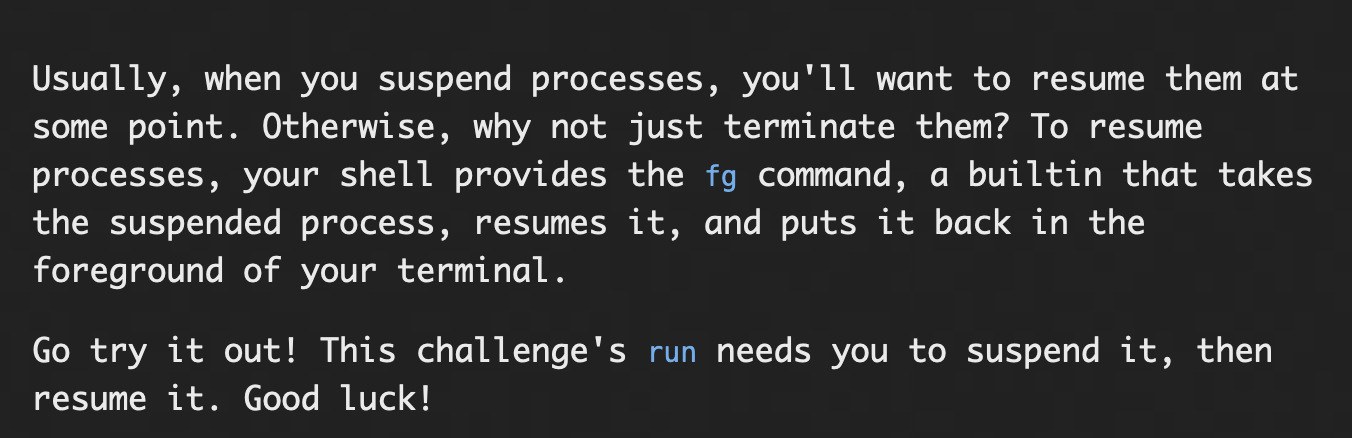 Usually, when you suspend processes, you'll want to resume them at
some point. Otherwise, why not just terminate them? To resume
processes, your shell provides the fg command, a builtin that takes
the suspended process, resumes it, and puts it back in the
foreground of your terminal.
Go try it out! This challenge's run needs you to suspend it, then
resume it. Good luck!